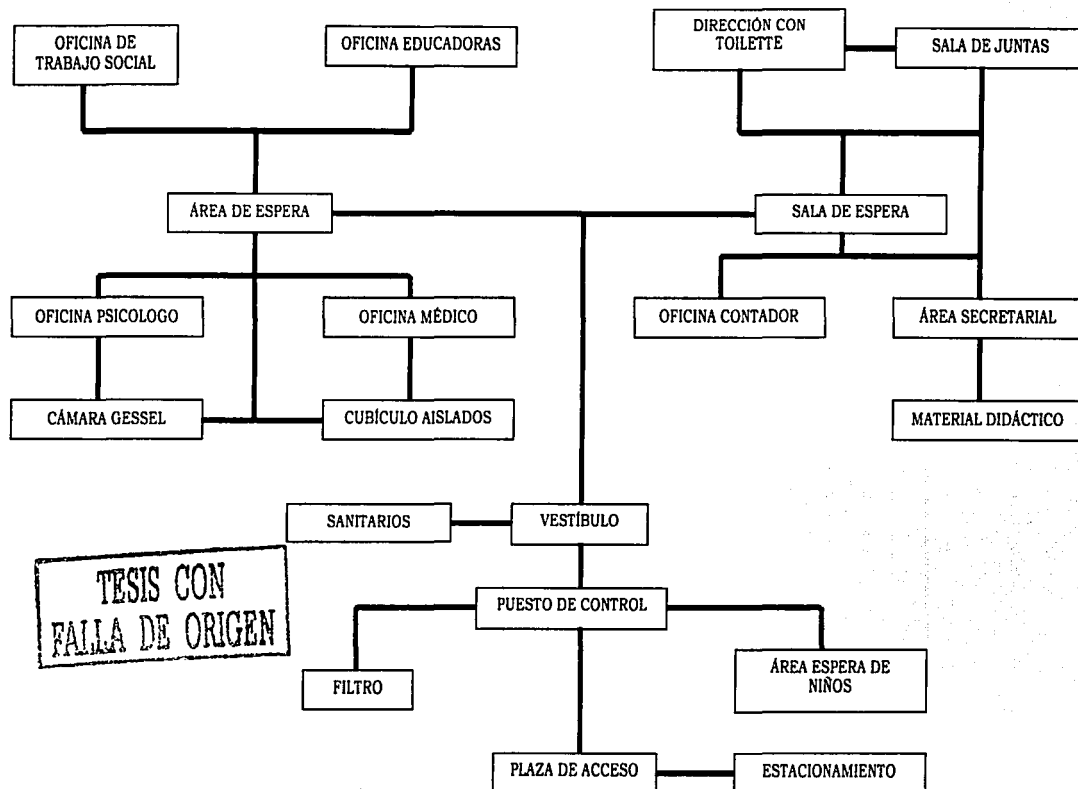 OFICINA DE
TRABAJO SOCIAL
OFICINA EDUCADORAS
DIRECCIÓN CON
TOILETTE
SALA DE JUNTAS
ÁREA DE ESPERA
SALA DE ESPERA
OFICINA PSICOLOGO
OFICINA MÉDICO
OFICINA CONTADOR
ÁREA SECRETARIAL
CÁMARA GESSEL
CUBÍCULO AISLADOS
MATERIAL DIDÁCTICO
SANITARIOS
VESTÍBULO
TESIS CON
FALLA DE ORIGEN
PUESTO DE CONTROL
FILTRO
ÁREA ESPERA DE
NIÑOS
PLAZA DE ACCESO
ESTACIONAMIENTO